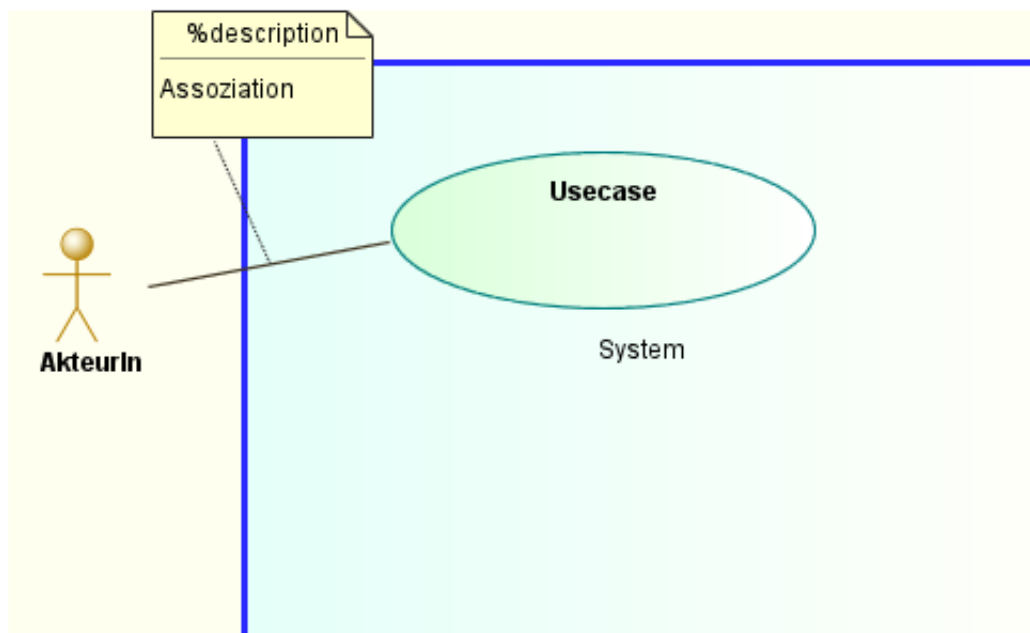 %description
Assoziation
Usecase
System
AkteurIn